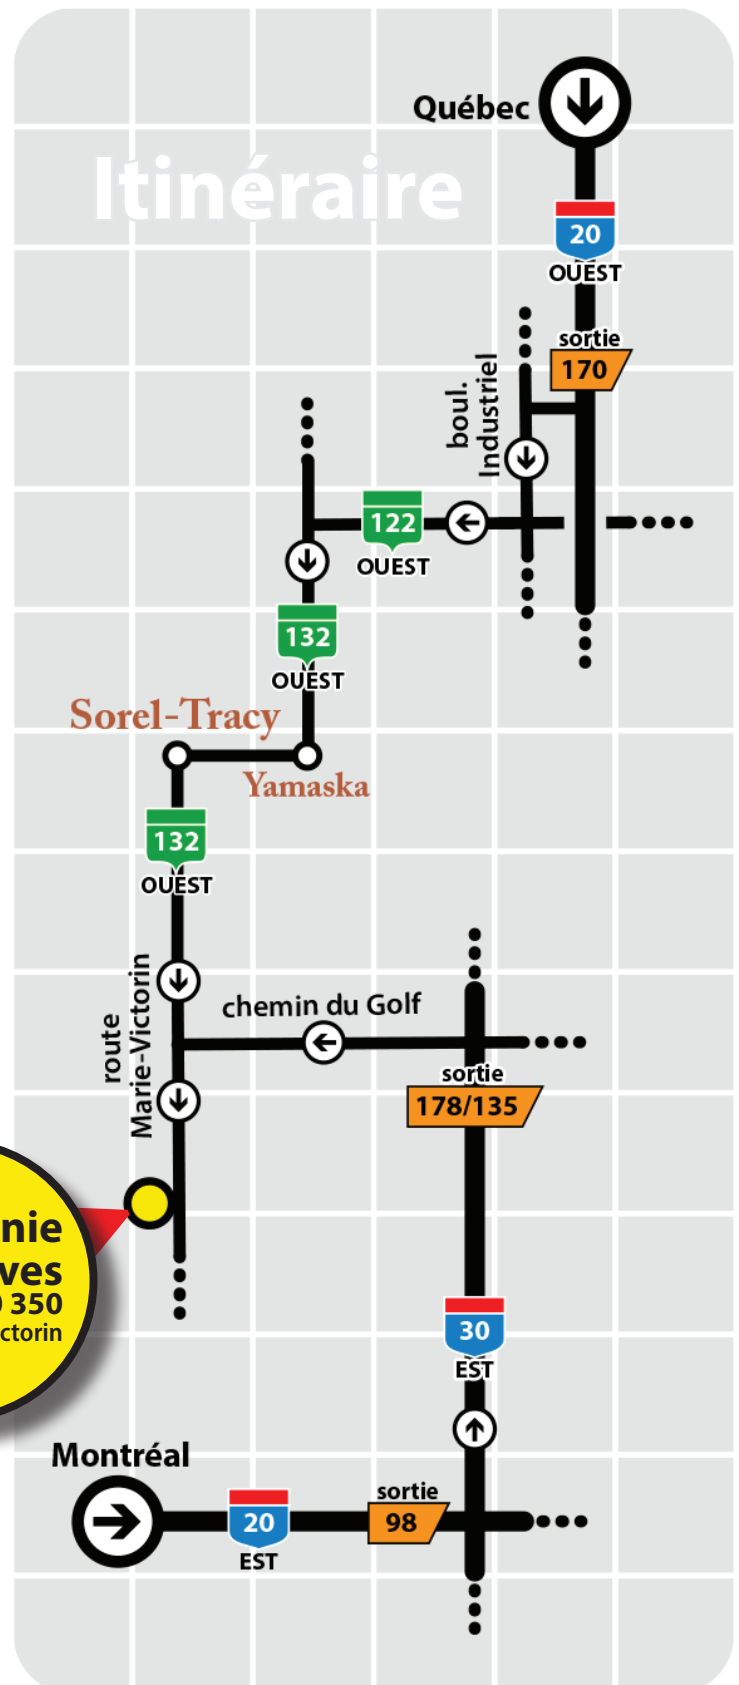 Québec
Itinéraire
20
OUEST
sortie
170
boul.
Industriel
122
OUEST
132
OUEST
Sorel-Tracy
Yamaska
132
OUEST
route
Marie-Victorin
chemin du Golf
sortie
178/135
nie
ves
350
ctorin
30
EST
Montréal
20
EST
sortie
98